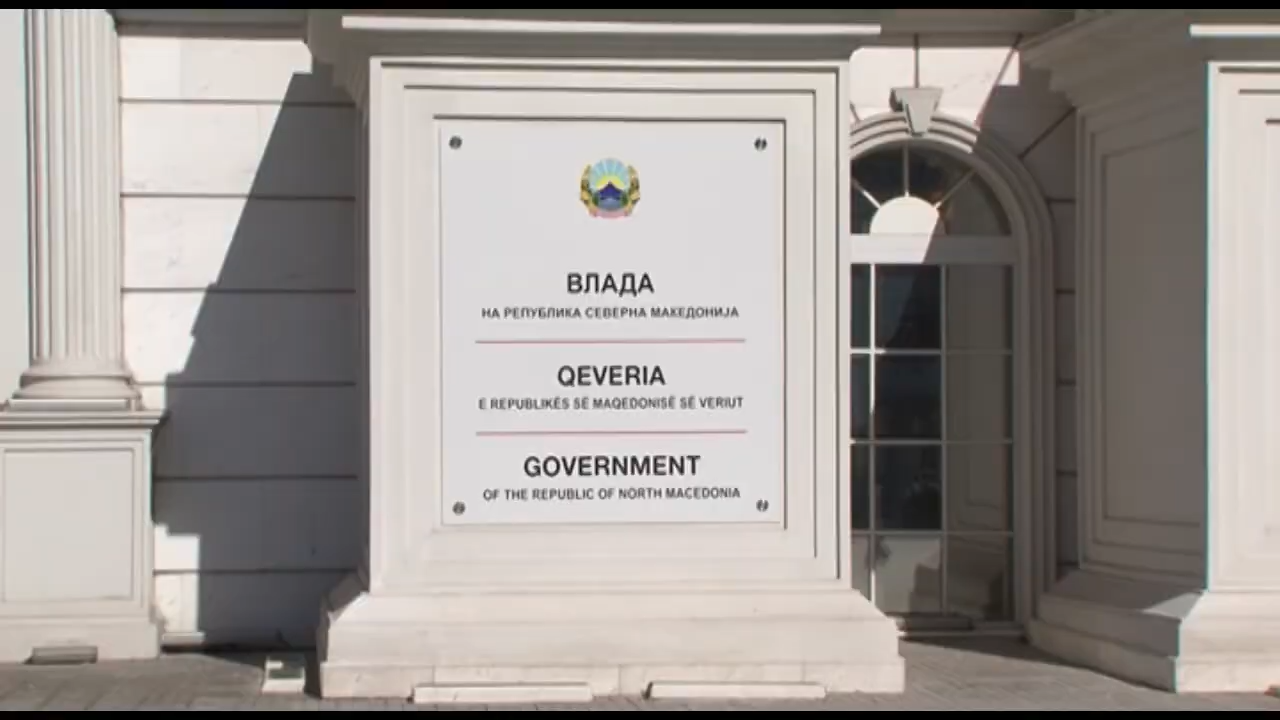 ВЛАДА
НА РЕПУБЛИКА СЕВЕРНА МАКЕДОНИЈА
QEVERIA
E REPUBLIKËS SË MAQEDONISË SË VERIUT
GOVERNMENT
OF THE REPUBLIC OF NORTH MACEDONIA